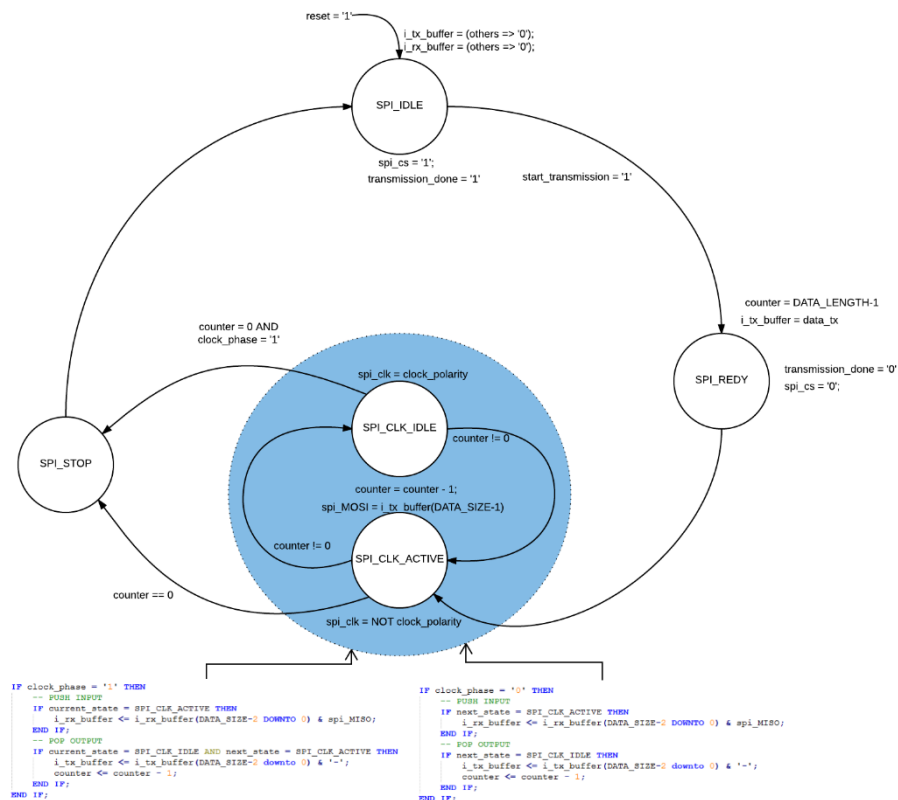 reset = '1'
i_tx_buffer = (others => '0');
i_rx_buffer = (others => '0');
SPI_IDLE
spi_cs = '1';
transmission_done = '1'
start_transmission = '1'
counter = DATA_LENGTH-1
i_tx_buffer = data_tx
SPI_REDY
transmission_done = '0'
spi_cs = '0';
counter = 0 AND
clock_phase = '1'
spi_clk = clock_polarity
SPI_CLK_IDLE
counter != 0
SPI_STOP
counter = counter - 1;
spi_MOSI = i_tx_buffer(DATA_SIZE-1)
counter != 0
SPI_CLK_ACTIVE
counter == 0
spi_clk = NOT clock_polarity
IF clock_phase = '1' THEN
-- PUSH INPUT
IF current_state = SPI_CLK_ACTIVE THEN
i_rx_buffer <= i_rx_buffer(DATA_SIZE-2 DOWNTO 0) & spi_MISO;
END IF;
-- POP OUTPUT
IF current_state = SPI_CLK_IDLE AND next_state = SPI_CLK_ACTIVE THEN
i_tx_buffer <= i_tx_buffer(DATA_SIZE-2 downto 0) & '-';
counter <= counter - 1;
END IF;
END IF;
IF clock_phase = '0' THEN
-- PUSH INPUT
IF next_state = SPI_CLK_ACTIVE THEN
i_rx_buffer <= i_rx_buffer(DATA_SIZE-2 DOWNTO 0) & spi_MISO;
END IF;
-- POP OUTPUT
IF next_state = SPI_CLK_IDLE THEN
i_tx_buffer <= i_tx_buffer(DATA_SIZE-2 downto 0) & '-';
counter <= counter - 1;
END IF;
END IF;